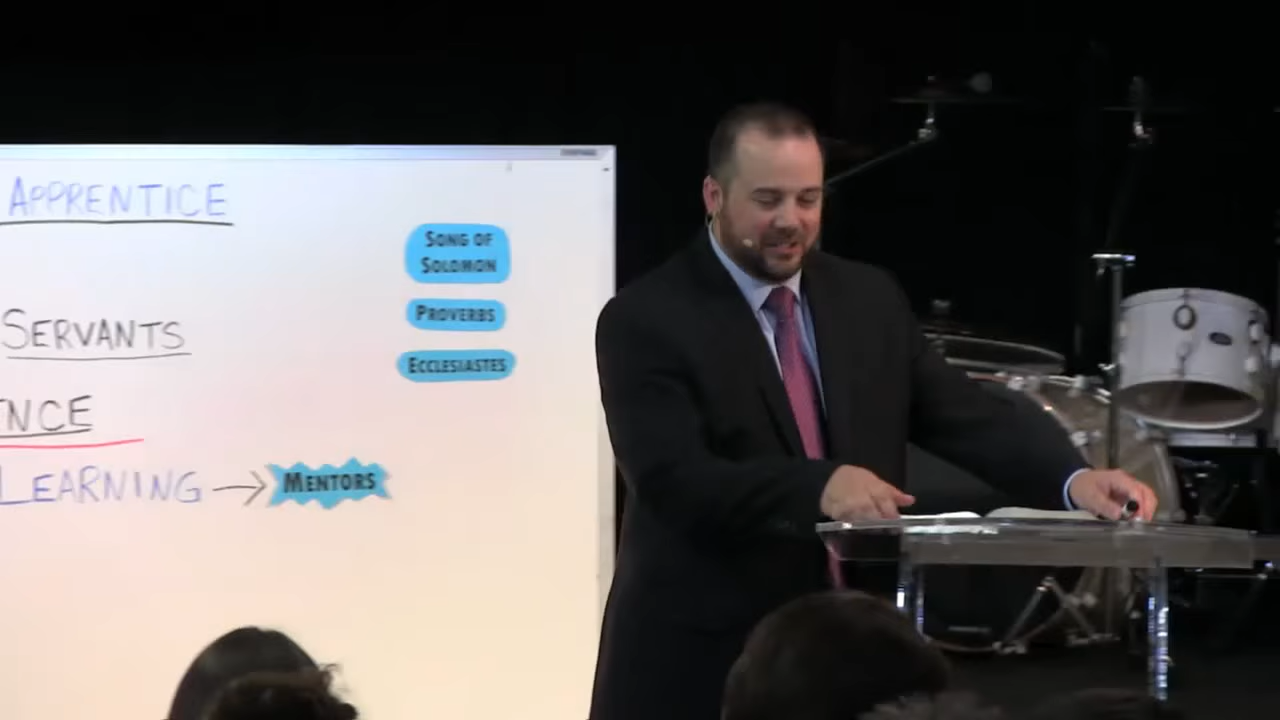 APPRENTICE
SONG OF
SOLOMON
PROVERBS
SERVANTS
ECCLESIASTES
NCE
LEARNING → MENTORS